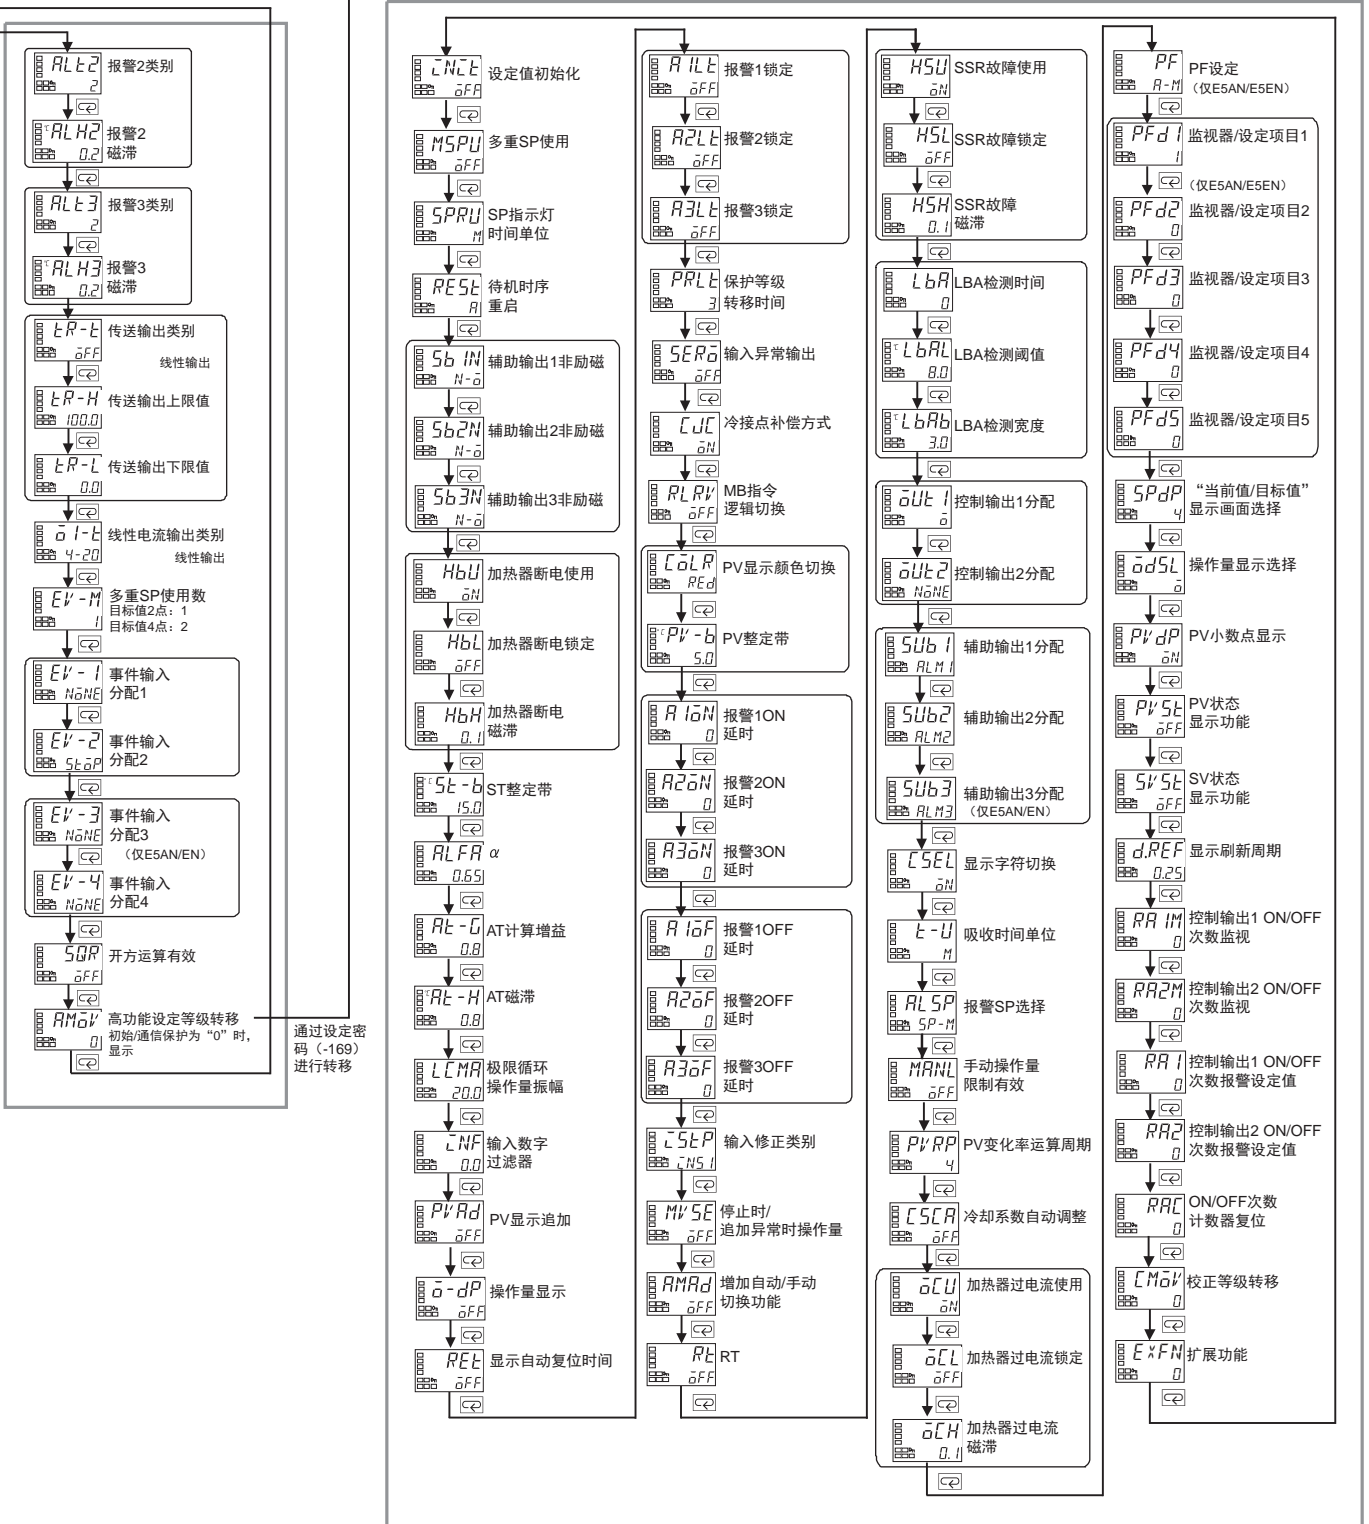 ALt2 报警2类别
2
ALH2 报警2
0.2 磁滞
ALt3 报警3类别
2
ALH3 报警3
0.2 磁滞
tR-t 传送输出类别
oFF
线性输出
tR-H 传送输出上限值
100.0
tR-L 传送输出下限值
0.0
o1-t 线性电流输出类别
4-20 线性输出
EV-M 多重SP使用数
目标值2点：1
1 目标值4点：2
EV-1 事件输入
NoNE 分配1
EV-2 事件输入
StoP 分配2
EV-3 事件输入
NoNE 分配3
（仅E5AN/EN）
EV-4 事件输入
NoNE 分配4
SQR 开方运算有效
oFF
AMoV 高功能设定等级转移
0 初始/通信保护为“0”时，
显示
通过设定密
码（-169）
进行转移
iNit 设定值初始化
oFF
MSPU 多重SP使用
oFF
SPRU SP指示灯
M 时间单位
RESt 待机时序
A 重启
Sb1N 辅助输出1非励磁
N-o
Sb2N 辅助输出2非励磁
N-o
Sb3N 辅助输出3非励磁
N-o
HbU 加热器断电使用
oN
HbL 加热器断电锁定
oFF
HbH 加热器断电
0.1 磁滞
℃ St-b ST整定带
15.0
ALFA α
0.65
At-G AT计算增益
0.8
℃ At-H AT磁滞
0.8
LCMA 极限循环
20.0 操作量振幅
iNF 输入数字
0.0 过滤器
PVAd PV显示追加
oFF
o-dP 操作量显示
oFF
REt 显示自动复位时间
oFF
A1Lt 报警1锁定
oFF
A2Lt 报警2锁定
oFF
A3Lt 报警3锁定
oFF
PRLt 保护等级
3 转移时间
SERo 输入异常输出
oFF
CJC 冷接点补偿方式
oN
RLRV MB指令
oFF 逻辑切换
CoLR PV显示颜色切换
REd
℃ PV-b PV整定带
5.0
A1oN 报警1ON
0 延时
A2oN 报警2ON
0 延时
A3oN 报警3ON
0 延时
A1oF 报警1OFF
0 延时
A2oF 报警2OFF
0 延时
A3oF 报警3OFF
0 延时
iStP 输入修正类别
iNS1
MVSE 停止时/
oFF 追加异常时操作量
AMAd 增加自动/手动
oFF 切换功能
Rt RT
HSU SSR故障使用
oN
HSL SSR故障锁定
oFF
HSH SSR故障
0.1 磁滞
LbA LBA检测时间
0
℃ LbAL LBA检测阈值
8.0
℃ LbAb LBA检测宽度
3.0
oUt1 控制输出1分配
o
oUt2 控制输出2分配
NoNE
SUb1 辅助输出1分配
ALM1
SUb2 辅助输出2分配
ALM2
SUb3 辅助输出3分配
ALM3 （仅E5AN/EN）
CSEL 显示字符切换
oN
t-U 吸收时间单位
M
ALSP 报警SP选择
SP-M
MANL 手动操作量
oFF 限制有效
PVRP PV变化率运算周期
4
CSCA 冷却系数自动调整
oFF
oCU 加热器过电流使用
oN
oCL 加热器过电流锁定
oFF
oCH 加热器过电流
0.1 磁滞
PF PF设定
A-M （仅E5AN/E5EN）
PFd1 监视器/设定项目1
1
（仅E5AN/E5EN）
PFd2 监视器/设定项目2
0
PFd3 监视器/设定项目3
0
PFd4 监视器/设定项目4
0
PFd5 监视器/设定项目5
0
SPdP “当前值/目标值”
4 显示画面选择
odSL 操作量显示选择
o
PVdP PV小数点显示
oN
PVSt PV状态
oFF 显示功能
SVSt SV状态
oFF 显示功能
d.REF 显示刷新周期
0.25
RA1M 控制输出1 ON/OFF
0 次数监视
RA2M 控制输出2 ON/OFF
0 次数监视
RA1 控制输出1 ON/OFF
0 次数报警设定值
RA2 控制输出2 ON/OFF
0 次数报警设定值
RAC ON/OFF次数
0 计数器复位
CMoV 校正等级转移
0
ExFN 扩展功能
0